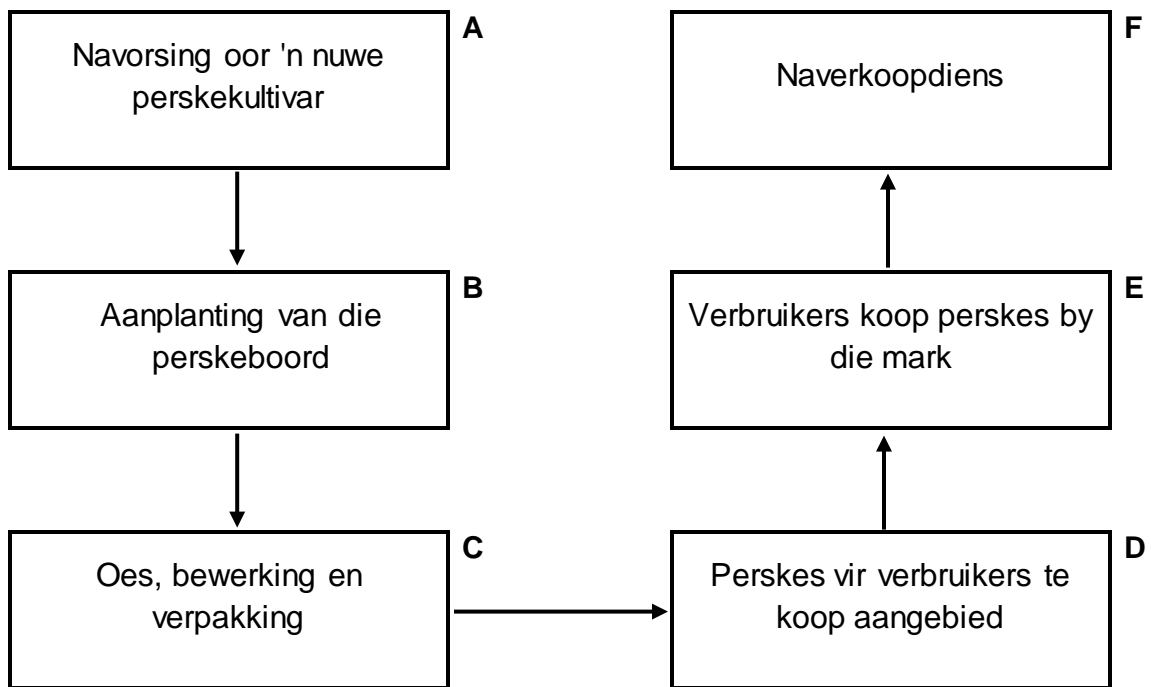 A
Navorsing oor 'n nuwe
perskekultivar
B
Aanplanting van die
perskeboord
C
Oes, bewerking en
verpakking
D
Perskes vir verbruikers te
koop aangebied
E
Verbruikers koop perskes by
die mark
F
Naverkoopdiens